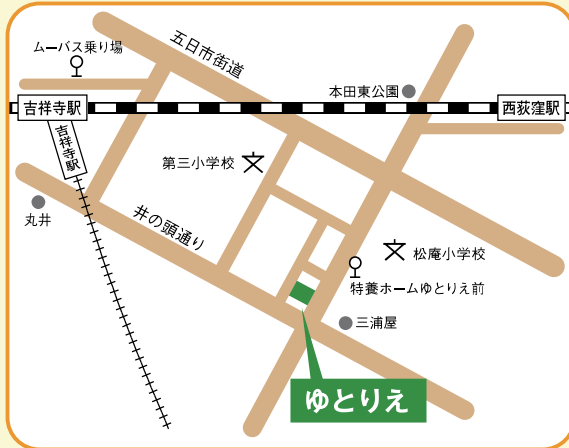 ムーバス乗り場
五日市街道
本田東公園
吉祥寺駅
西荻窪駅
吉祥寺駅
第三小学校
丸井
井の頭通り
松庵小学校
特養ホームゆとりえ前
三浦屋
ゆとりえ